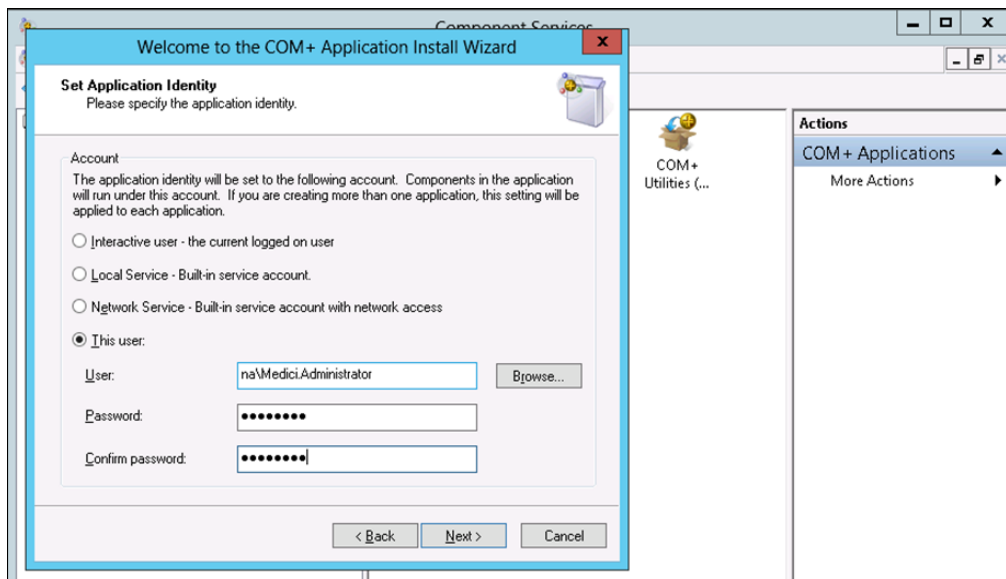 Component Services
Welcome to the COM+ Application Install Wizard
x
Set Application Identity
Please specify the application identity.
Account
The application identity will be set to the following account. Components in the application
will run under this account. If you are creating more than one application, this setting will be
applied to each application.
Interactive user - the current logged on user
Local Service - Built-in service account.
Network Service - Built-in service account with network access
This user:
User:
na\Medici.Administrator
Browse...
Password:
●●●●●●●●
Confirm password:
●●●●●●●●
< Back
Next >
Cancel
COM+
Utilities (...
Actions
COM+ Applications
More Actions